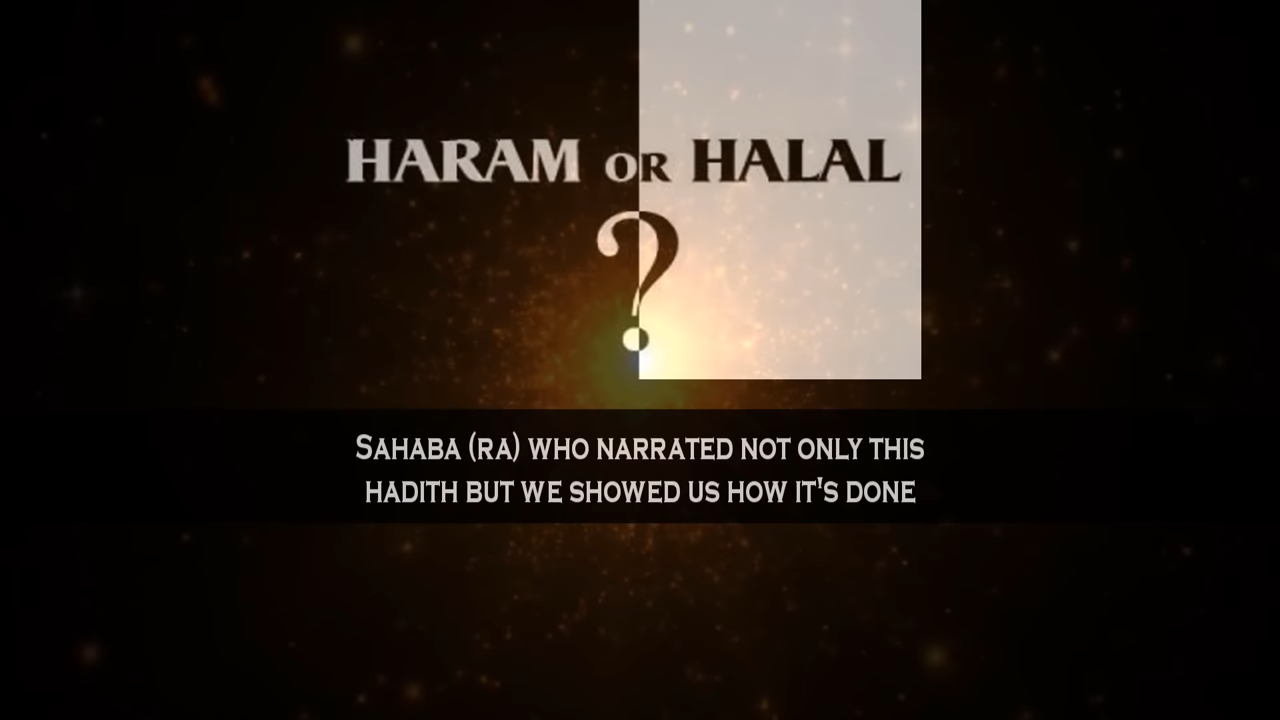 HARAM OR HALAL
?
SAHABA (RA) WHO NARRATED NOT ONLY THIS
HADITH BUT WE SHOWED US HOW IT'S DONE